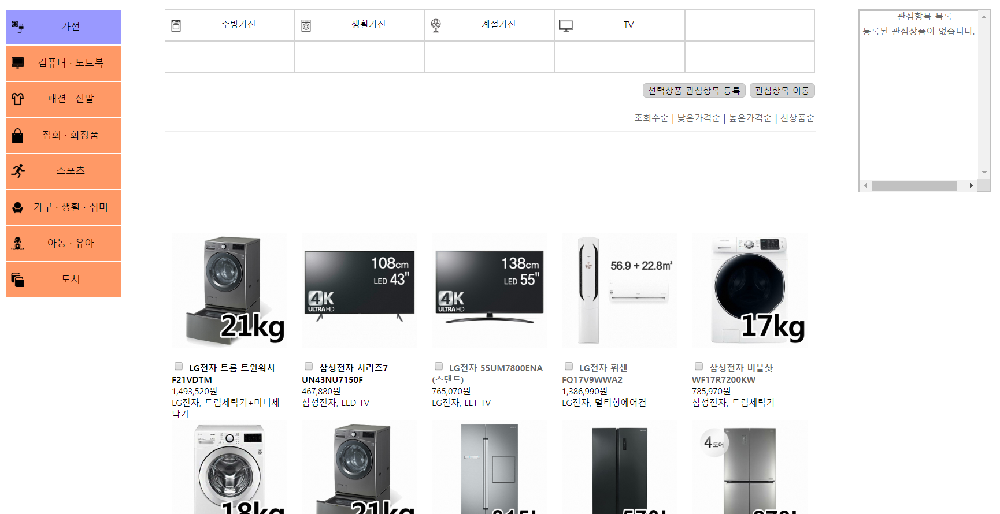 가전
컴퓨터 · 노트북
패션 · 신발
잡화 · 화장품
스포츠
가구 · 생활 · 취미
아동 · 유아
도서
주방가전
생활가전
계절가전
TV
선택상품 관심항목 등록
관심항목 이동
조회수순 | 낮은가격순 | 높은가격순 | 신상품순
관심항목 목록
등록된 관심상품이 없습니다.
21kg
108cm
LED 43"
4K
ULTRA HD
138cm
LED 55"
4K
ULTRA HD
56.9 + 22.8㎡
17kg
LG전자 트롬 트윈워시
F21VDTM
1,493,520원
LG전자, 드럼세탁기+미니세
탁기
삼성전자 시리즈7
UN43NU7150F
467,880원
삼성전자, LED TV
LG전자 55UM7800ENA
(스탠드)
765,070원
LG전자, LET TV
LG전자 휘센
FQ17V9WWA2
1,386,990원
LG전자, 멀티형에어컨
삼성전자 버블샷
WF17R7200KW
785,970원
삼성전자, 드럼세탁기
18kg
21kg
4도어